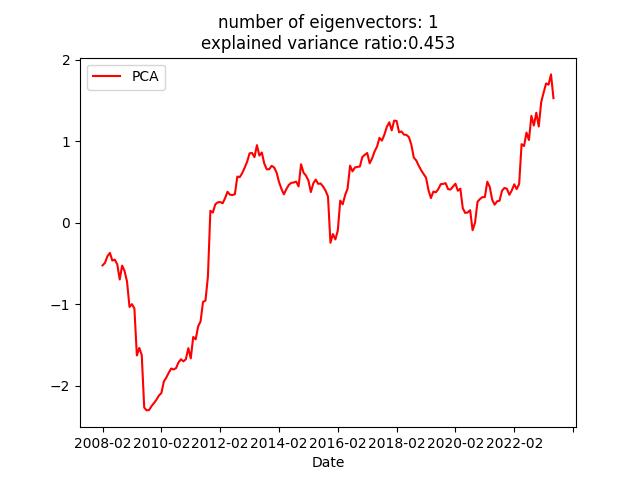 number of eigenvectors: 1
explained variance ratio:0.453
PCA
2
1
0
−1
−2
2008-02 2010-02 2012-02 2014-02 2016-02 2018-02 2020-02 2022-02
Date